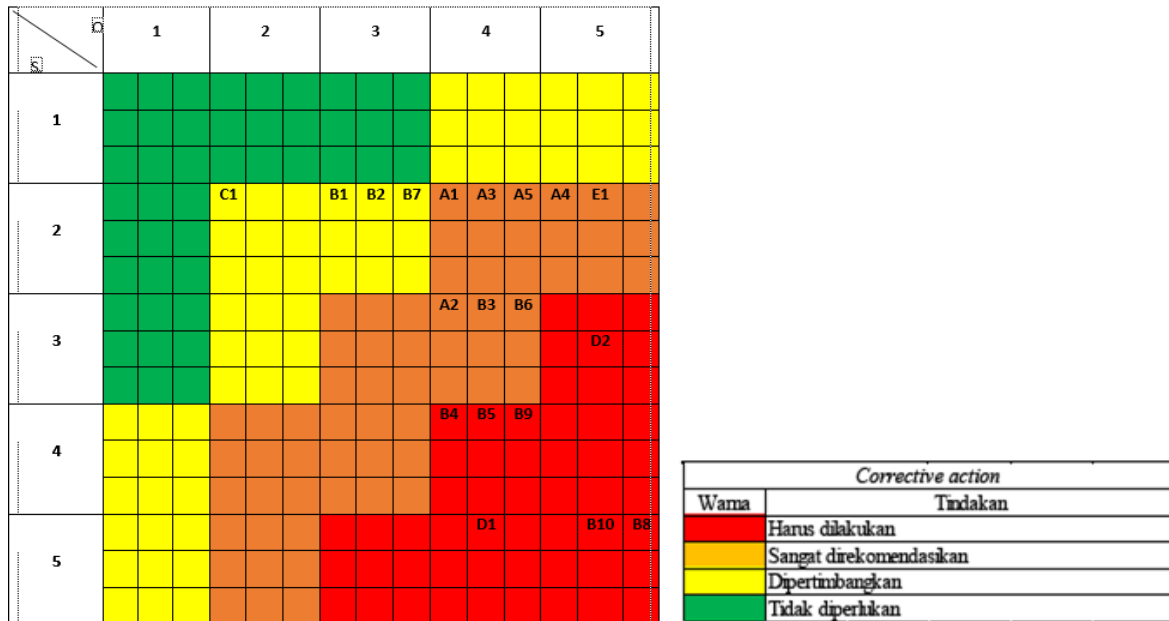 O 1 2 3 4 5
S
1
C1 B1 B2 B7 A1 A3 A5 A4 E1
2
A2 B3 B6
3 D2
B4 B5 B9
4
D1 B10 B8
5
Corrective action
Warna Tindakan
Harus dilakukan
Sangat direkomendasikan
Dipertimbangkan
Tidak diperlukan